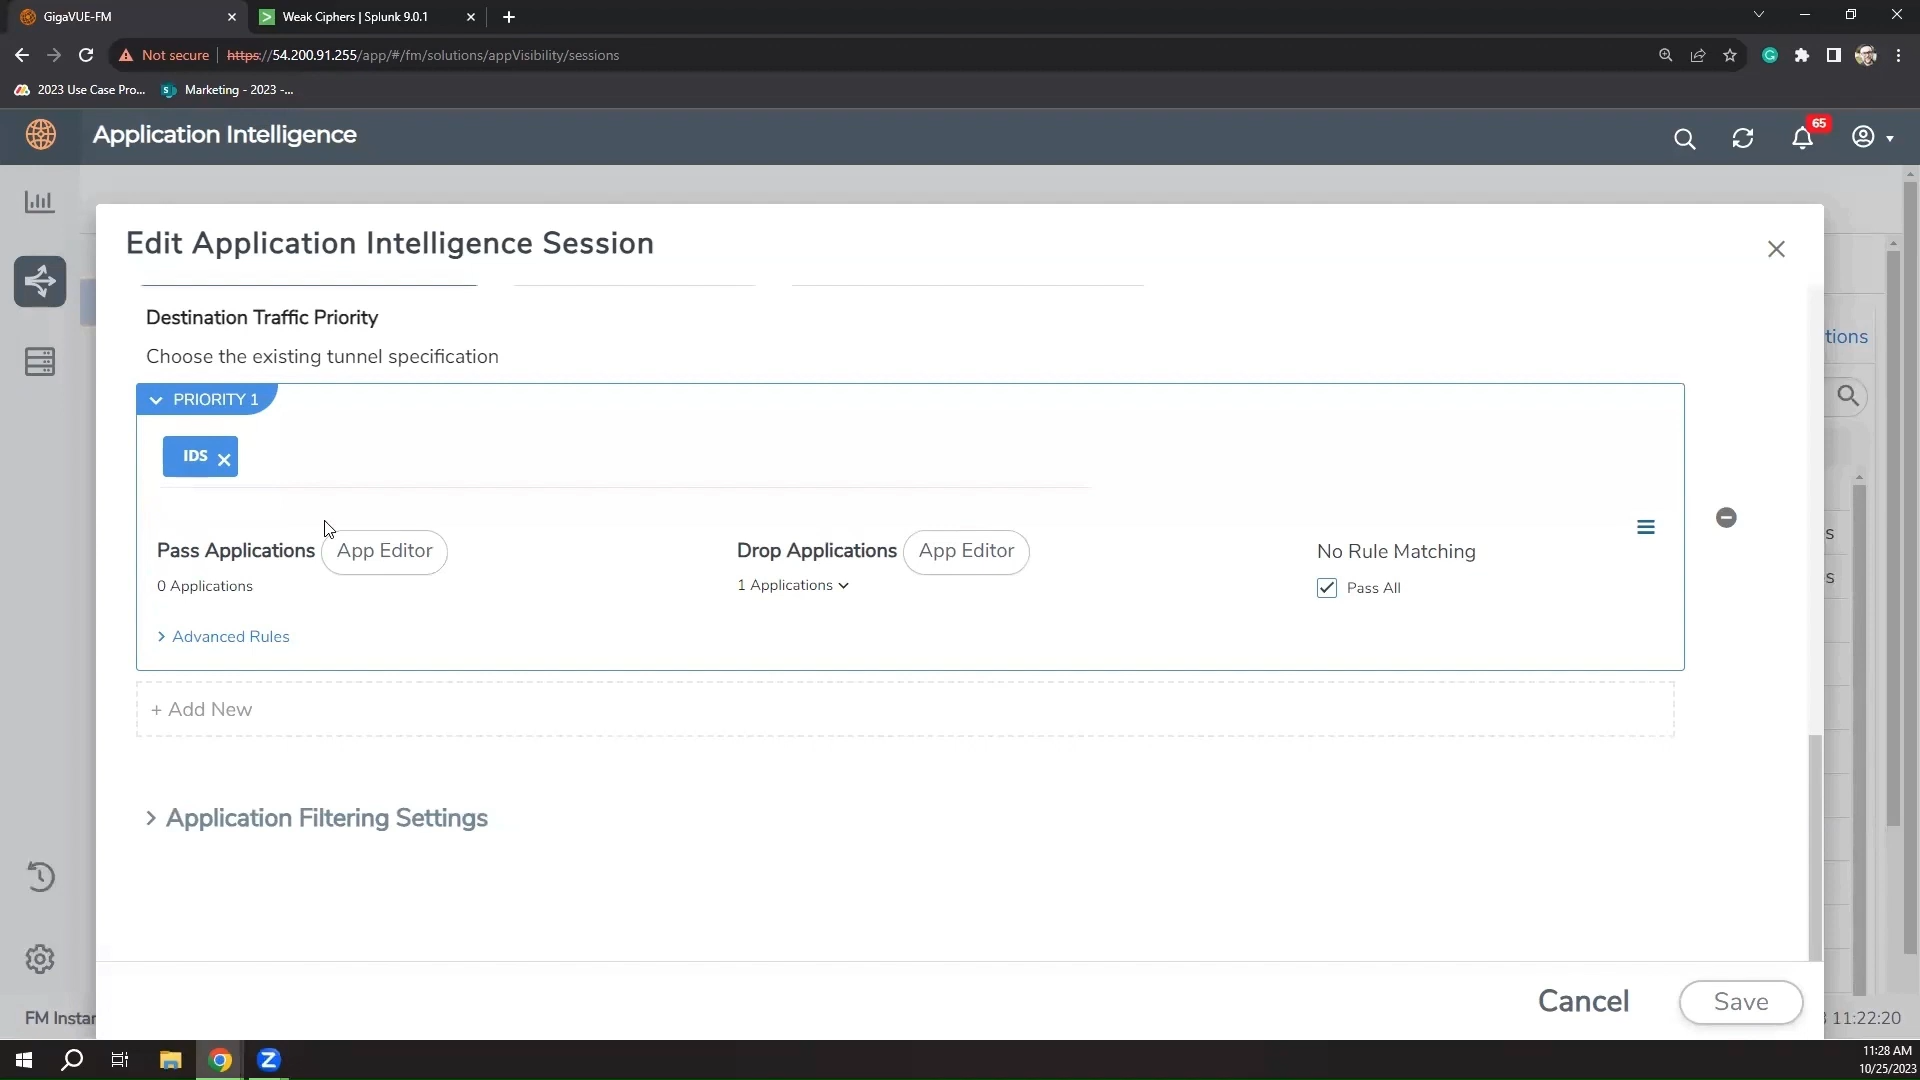 GigaVUE-FM
Weak Ciphers | Splunk 9.0.1
Not secure
https://54.200.91.255/app/#/fm/solutions/appVisibility/sessions
2023 Use Case Pro...
Marketing - 2023 -...
Application Intelligence
65
Edit Application Intelligence Session
Destination Traffic Priority
Choose the existing tunnel specification
tions
PRIORITY 1
IDS
Pass Applications
App Editor
Drop Applications
App Editor
No Rule Matching
0 Applications
1 Applications
Pass All
s
s
Advanced Rules
+ Add New
Application Filtering Settings
Cancel
Save
FM Instan
11:22:20
11:28 AM
10/25/2023